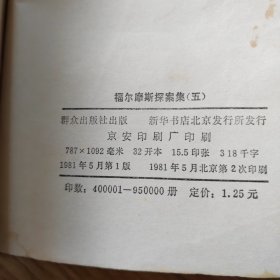 福尔摩斯探案集(五)
群众出版社出版 新华书店北京发行所发行
京安印刷厂印刷
787×1092毫米 32开本 15.5印张 318千字
1981年5月第1版 1981年5月北京第2次印刷
印数：400001—950000册 定价：1.25元